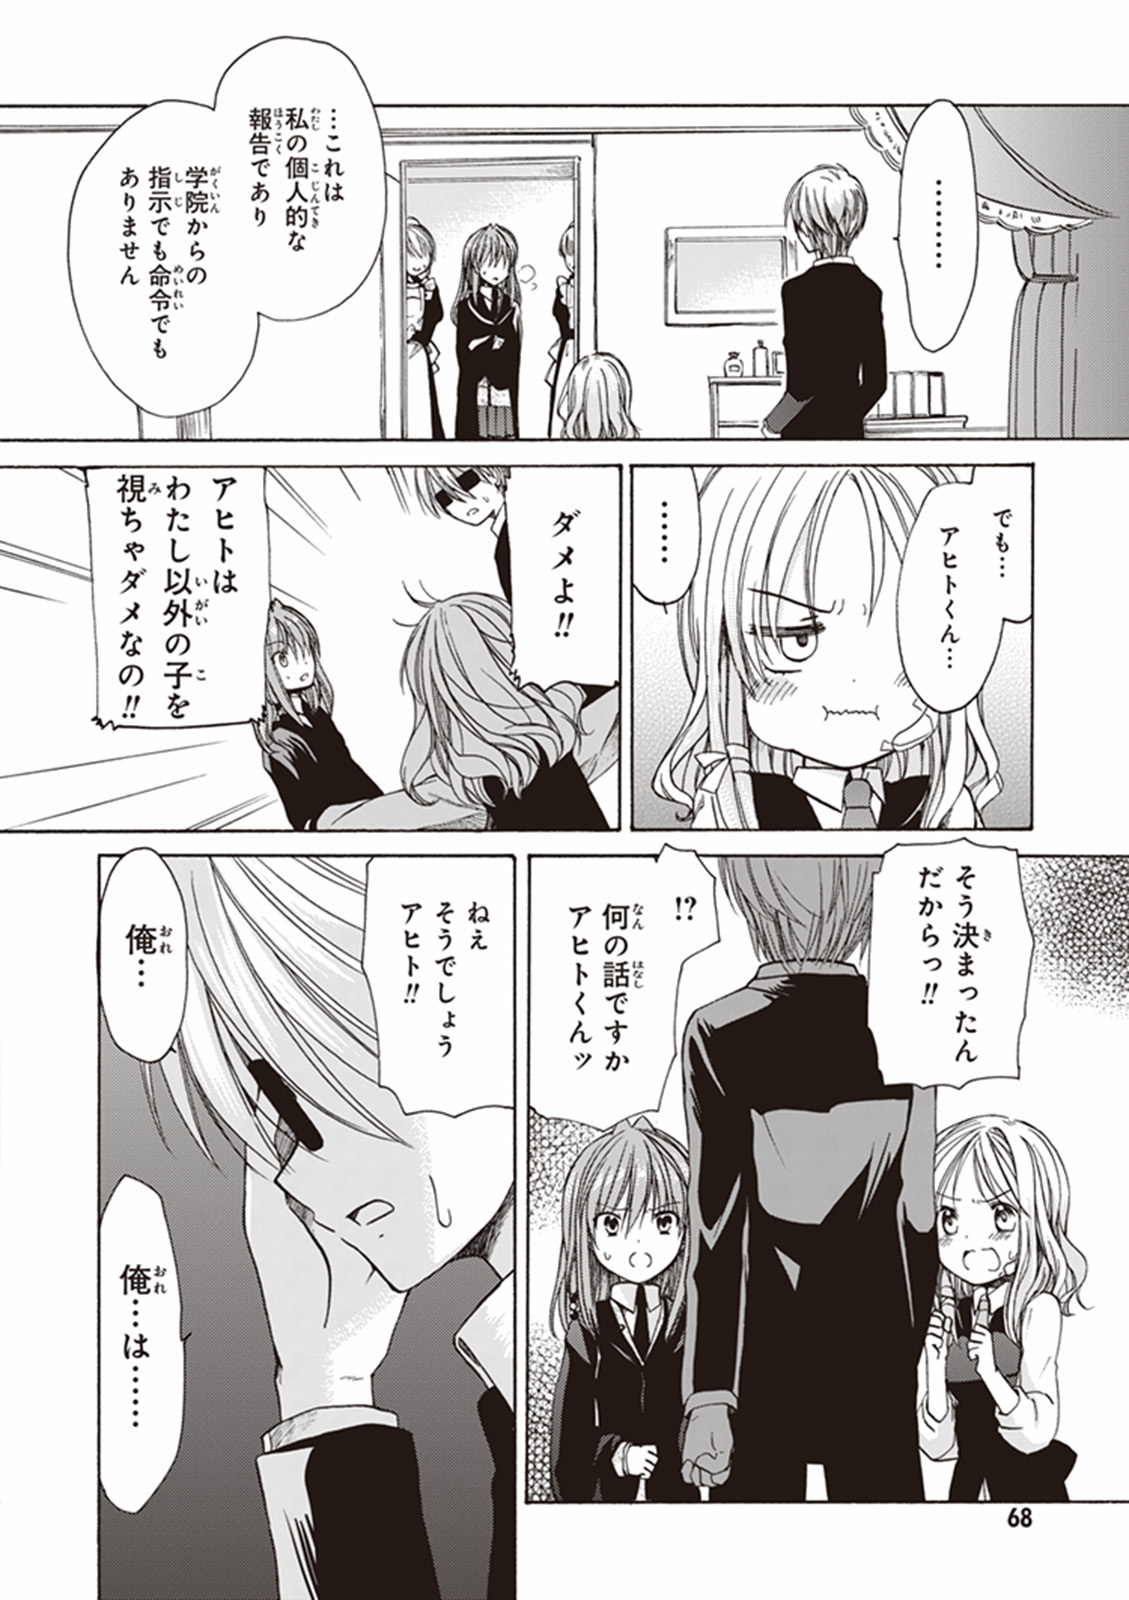 ………
…これは
私の個人的な
報告であり
学院からの
指示でも命令でも
ありません
でも…
アヒトくん…
……
ダメよ!!
アヒトは
わたし以外の子を
視ちゃダメなの!!
そう決まったん
だからっ!!
!?
何の話ですか
アヒトくんッ
ねぇ
そうでしょう
アヒト!!
俺…
俺……は……
68